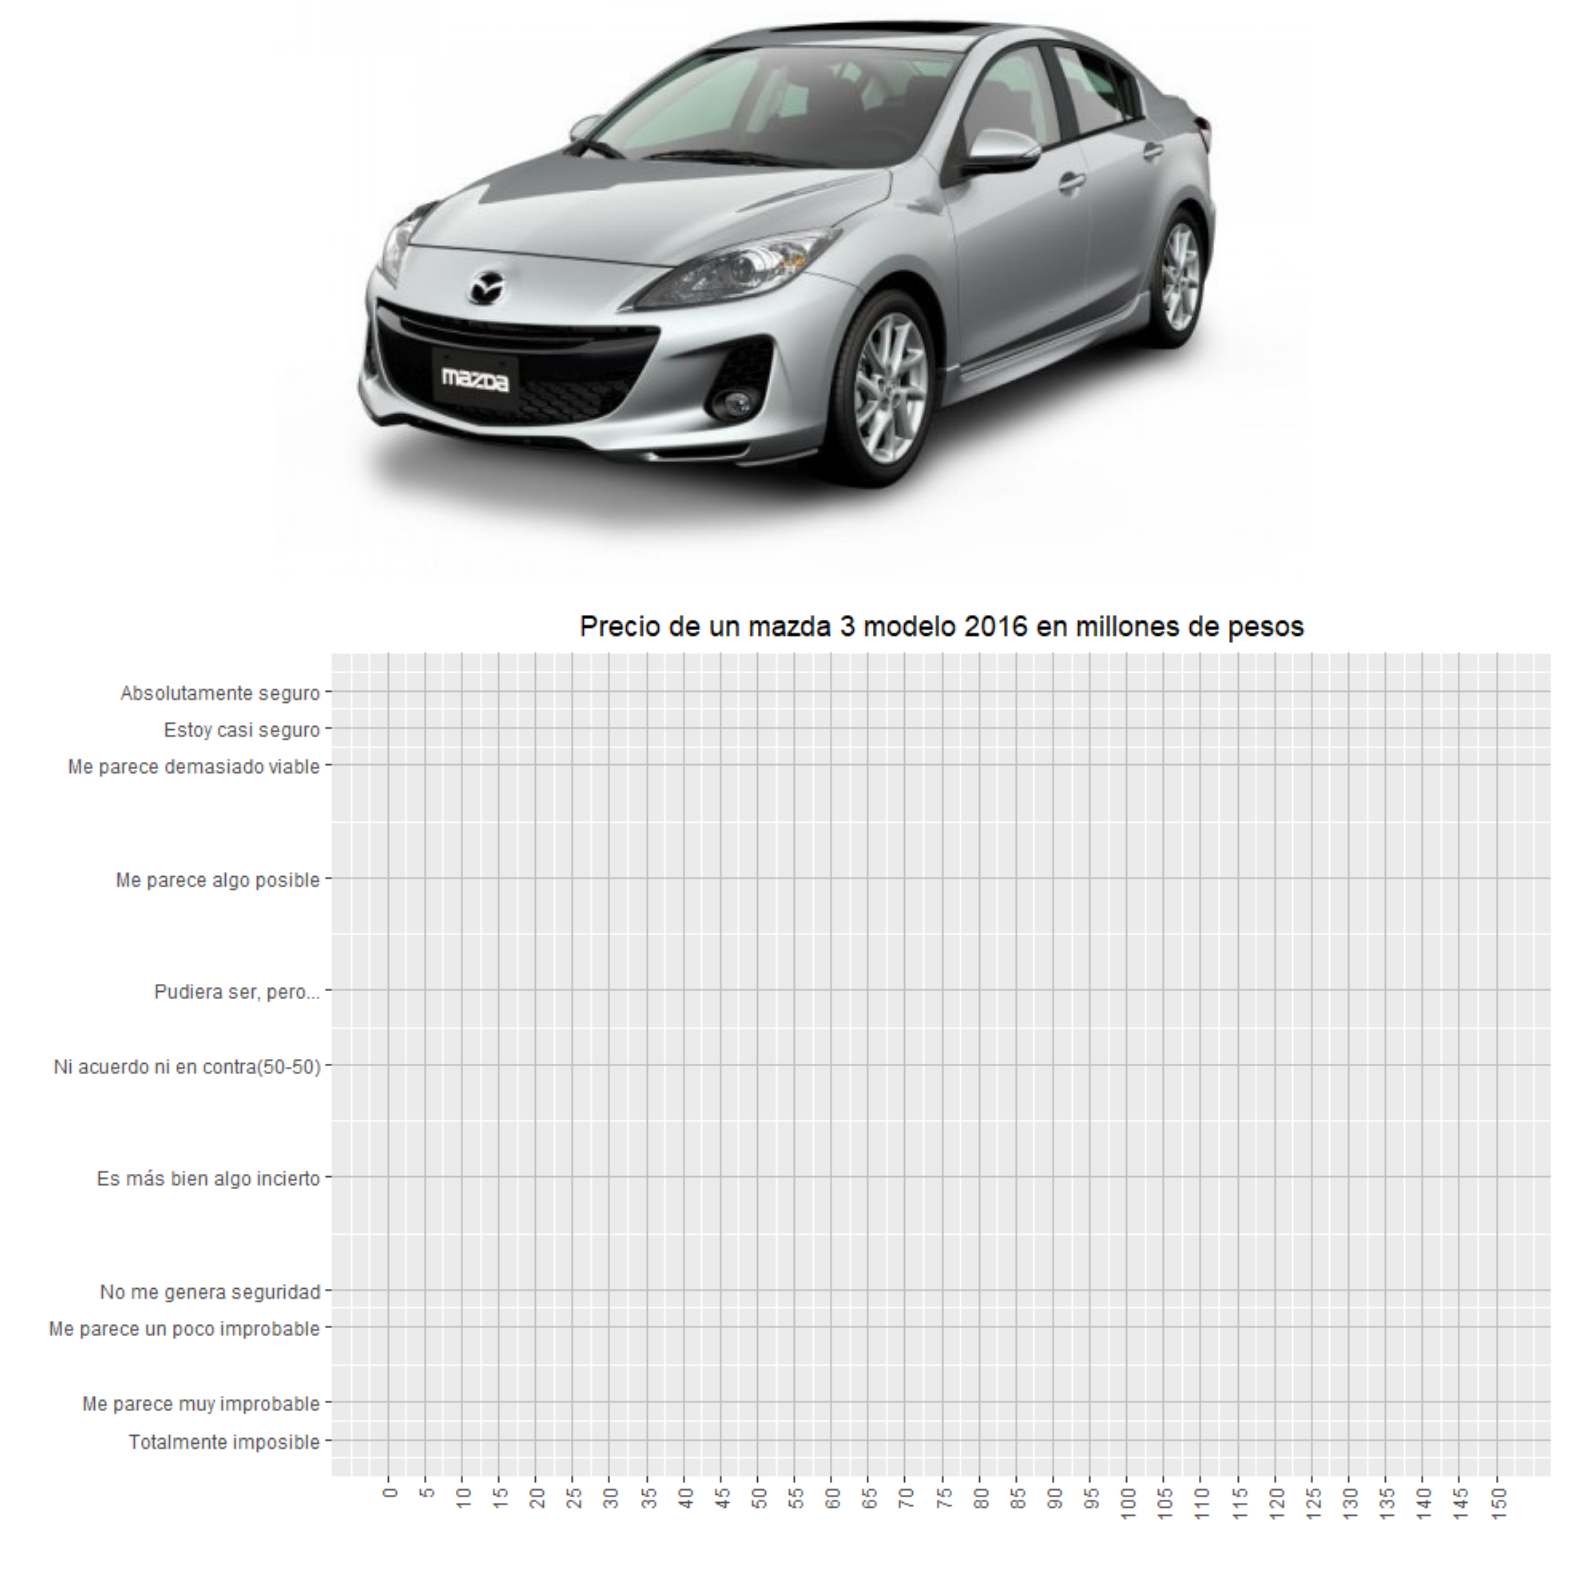 mazda
Precio de un mazda 3 modelo 2016 en millones de pesos
Absolutamente seguro
Estoy casi seguro
Me parece demasiado viable
Me parece algo posible
Pudiera ser, pero...
Ni acuerdo ni en contra(50-50)
Es más bien algo incierto
No me genera seguridad
Me parece un poco improbable
Me parece muy improbable
Totalmente imposible
0 5 10 15 20 25 30 35 40 45 50 55 60 65 70 75 80 85 90 95 100 105 110 115 120 125 130 135 140 145 150